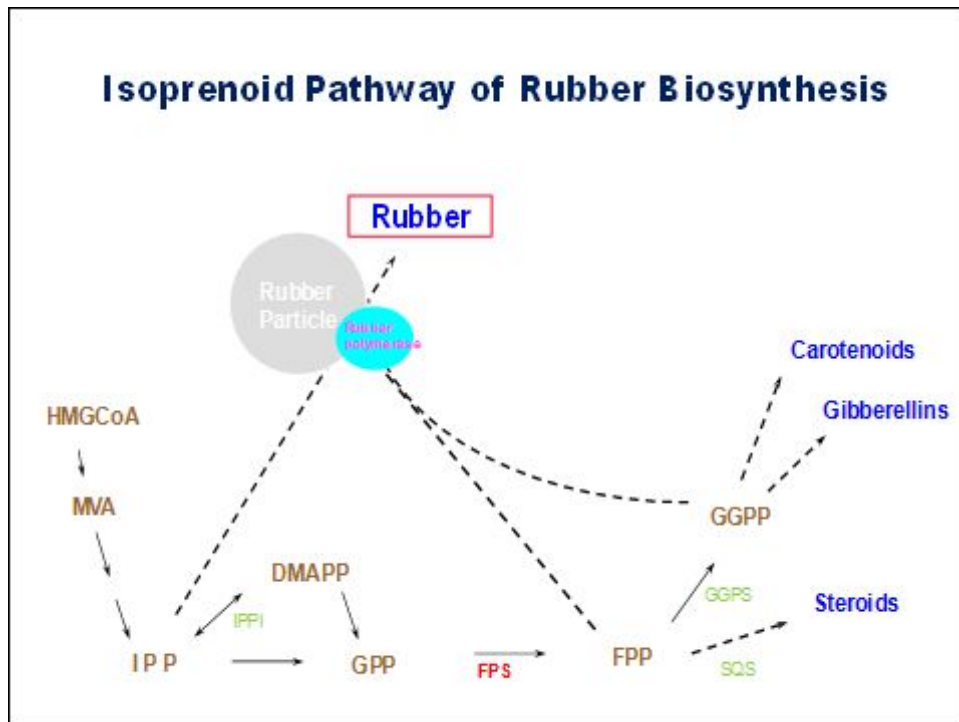 Isoprenoid Pathway of Rubber Biosynthesis
Rubber
Rubber
Particle
Rubber
polymerase
Carotenoids
Gibberellins
HMGCoA
MVA
GGPP
DMAPP
GGPS
Steroids
IPPI
IPP
GPP
FPS
FPP
SQS